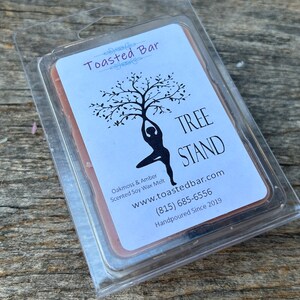 Toasted Bar
TREE
STAND
Oakmoss & Amber
Scented Soy Wax Melt
www.toastedbar.com
(815) 685-6556
Handpoured Since 2019